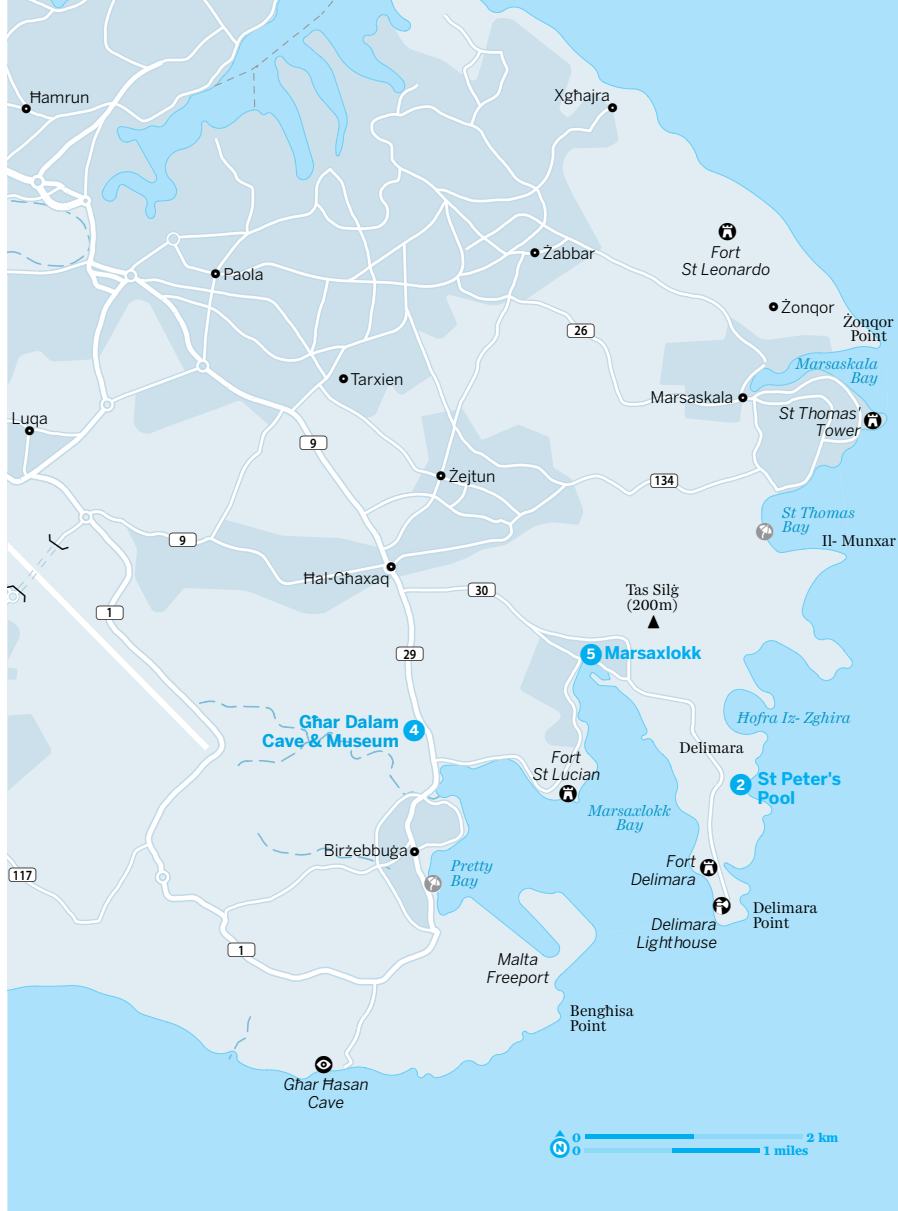 Ħamrun
Xgħajra
Fort
St Leonardo
Żabbar
Paola
Żonqor
Żonqor
Point
26
Marsaskala
Bay
Tarxien
Marsaskala
St Thomas'
Tower
Luqa
9
Żejtun
134
St Thomas
Bay
9
Il- Munxar
Ħal-Għaxaq
30
Tas Silġ
(200m)
1
29
5 Marsaxlokk
Għar Dalam
Cave & Museum
4
Ħofra Iz- Zghira
Delimara
Fort
St Lucian
2
St Peter's
Pool
Marsaxlokk
Bay
Birżebbuġa
Pretty
Bay
Fort
Delimara
117
Delimara
Point
Delimara
Lighthouse
1
Malta
Freeport
Bengħisa
Point
Għar Ħasan
Cave
N
0 2 km
0 1 miles